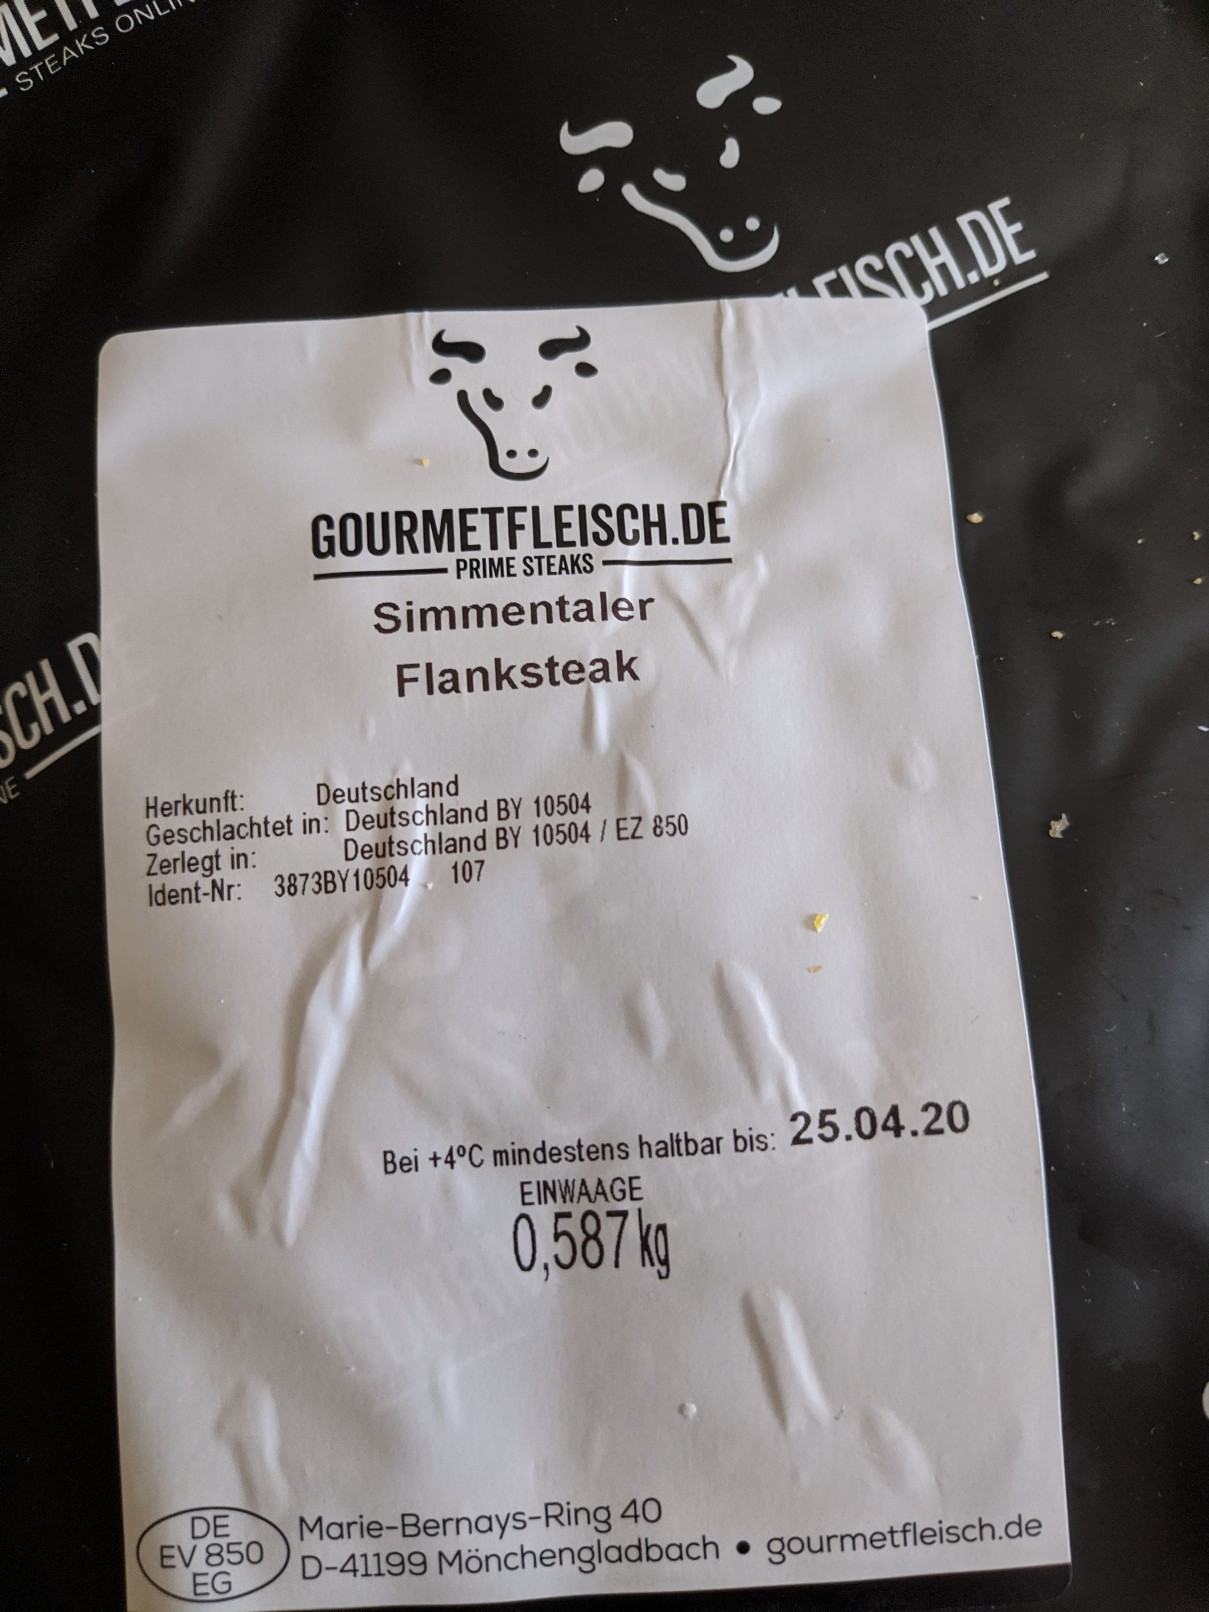 STEAKS ONLIN
FLEISCH.DE
SCH.D
GOURMETFLEISCH.DE
PRIME STEAKS
Simmentaler
Flanksteak
Herkunft: Deutschland
Geschlachtet in: Deutschland BY 10504
Zerlegt in: Deutschland BY 10504 / EZ 850
Ident-Nr: 3873BY10504 107
Bei +4°C mindestens haltbar bis: 25.04.20
EINWAAGE
0,587 kg
DE
EV 850
EG
Marie-Bernays-Ring 40
D-41199 Mönchengladbach • gourmetfleisch.de